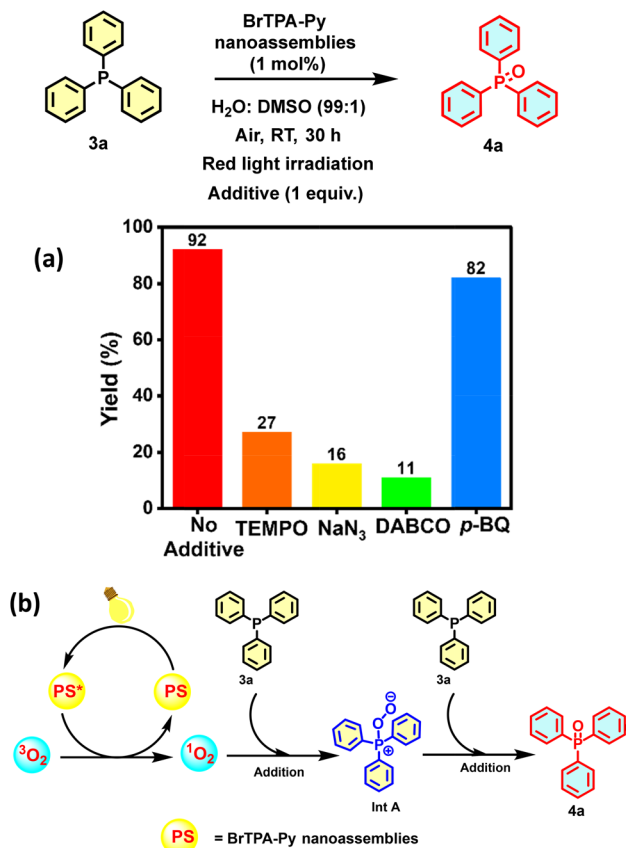 BrTPA-Py
nanoassemblies
(1 mol%)
H₂O: DMSO (99:1)
Air, RT, 30 h
Red light irradiation
Additive (1 equiv.)
P
3a
P
O
4a
(a)
Yield (%)
100
80
60
40
20
0
92
27
16
11
82
No
Additive
TEMPO
NaN₃
DABCO
p-BQ
(b)
PS*
PS
³O₂
¹O₂
P
3a
Addition
O
O
⊖
P
⊕
Int A
P
3a
Addition
O
P
4a
PS = BrTPA-Py nanoassemblies